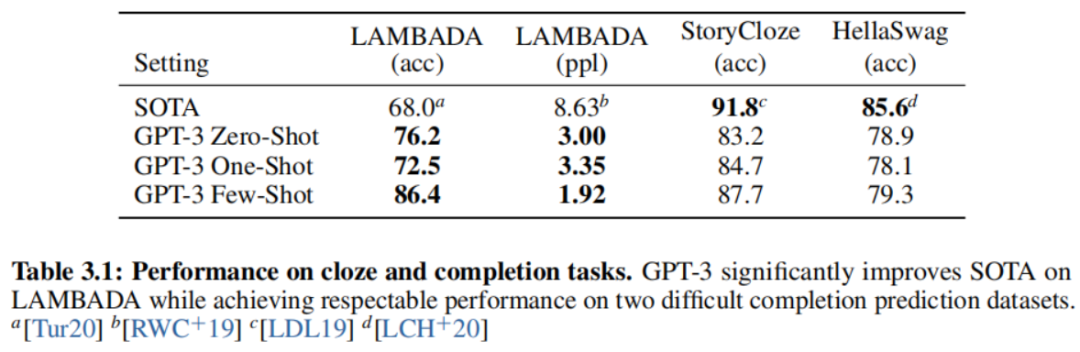 LAMBADA LAMBADA StoryCloze HellaSwag
Setting (acc) (ppl) (acc) (acc)
SOTA 68.0a 8.63b 91.8c 85.6d
GPT-3 Zero-Shot 76.2 3.00 83.2 78.9
GPT-3 One-Shot 72.5 3.35 84.7 78.1
GPT-3 Few-Shot 86.4 1.92 87.7 79.3
Table 3.1: Performance on cloze and completion tasks. GPT-3 significantly improves SOTA on
LAMBADA while achieving respectable performance on two difficult completion prediction datasets.
a[Tur20] b[RWC+19] c[LDL19] d[LCH+20]